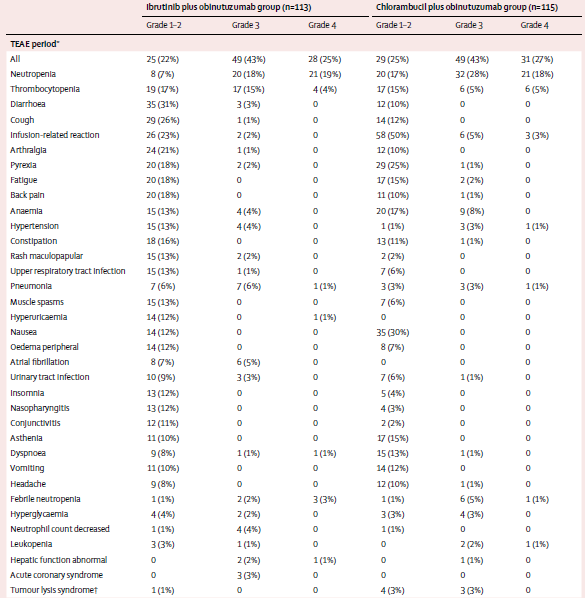 Ibrutinib plus obinutuzumab group (n=113) Chlorambucil plus obinutuzumab group (n=115)
Grade 1–2 Grade 3 Grade 4 Grade 1–2 Grade 3 Grade 4
TEAE period*
All 25 (22%) 49 (43%) 28 (25%) 29 (25%) 49 (43%) 31 (27%)
Neutropenia 8 (7%) 20 (18%) 21 (19%) 20 (17%) 32 (28%) 21 (18%)
Thrombocytopenia 19 (17%) 17 (15%) 4 (4%) 17 (15%) 6 (5%) 6 (5%)
Diarrhoea 35 (31%) 3 (3%) 0 12 (10%) 0 0
Cough 29 (26%) 1 (1%) 0 14 (12%) 0 0
Infusion-related reaction 26 (23%) 2 (2%) 0 58 (50%) 6 (5%) 3 (3%)
Arthralgia 24 (21%) 1 (1%) 0 12 (10%) 0 0
Pyrexia 20 (18%) 2 (2%) 0 29 (25%) 1 (1%) 0
Fatigue 20 (18%) 0 0 17 (15%) 2 (2%) 0
Back pain 20 (18%) 0 0 11 (10%) 1 (1%) 0
Anaemia 15 (13%) 4 (4%) 0 20 (17%) 9 (8%) 0
Hypertension 15 (13%) 4 (4%) 0 1 (1%) 3 (3%) 1 (1%)
Constipation 18 (16%) 0 0 13 (11%) 1 (1%) 0
Rash maculopapular 15 (13%) 2 (2%) 0 2 (2%) 0 0
Upper respiratory tract infection 15 (13%) 1 (1%) 0 7 (6%) 0 0
Pneumonia 7 (6%) 7 (6%) 1 (1%) 3 (3%) 3 (3%) 1 (1%)
Muscle spasms 15 (13%) 0 0 7 (6%) 0 0
Hyperuricaemia 14 (12%) 0 1 (1%) 0 0 0
Nausea 14 (12%) 0 0 35 (30%) 0 0
Oedema peripheral 14 (12%) 0 0 8 (7%) 0 0
Atrial fibrillation 8 (7%) 6 (5%) 0 0 0 0
Urinary tract infection 10 (9%) 3 (3%) 0 7 (6%) 1 (1%) 0
Insomnia 13 (12%) 0 0 5 (4%) 0 0
Nasopharyngitis 13 (12%) 0 0 4 (3%) 0 0
Conjunctivitis 12 (11%) 0 0 2 (2%) 0 0
Asthenia 11 (10%) 0 0 17 (15%) 0 0
Dyspnoea 9 (8%) 1 (1%) 1 (1%) 15 (13%) 1 (1%) 0
Vomiting 11 (10%) 0 0 14 (12%) 0 0
Headache 9 (8%) 0 0 12 (10%) 1 (1%) 0
Febrile neutropenia 1 (1%) 2 (2%) 3 (3%) 1 (1%) 6 (5%) 1 (1%)
Hyperglycaemia 4 (4%) 2 (2%) 0 3 (3%) 4 (3%) 0
Neutrophil count decreased 1 (1%) 4 (4%) 0 1 (1%) 0 0
Leukopenia 3 (3%) 1 (1%) 0 0 2 (2%) 1 (1%)
Hepatic function abnormal 0 2 (2%) 1 (1%) 0 1 (1%) 0
Acute coronary syndrome 0 3 (3%) 0 0 0 0
Tumour lysis syndrome† 1 (1%) 0 0 4 (3%) 3 (3%) 0